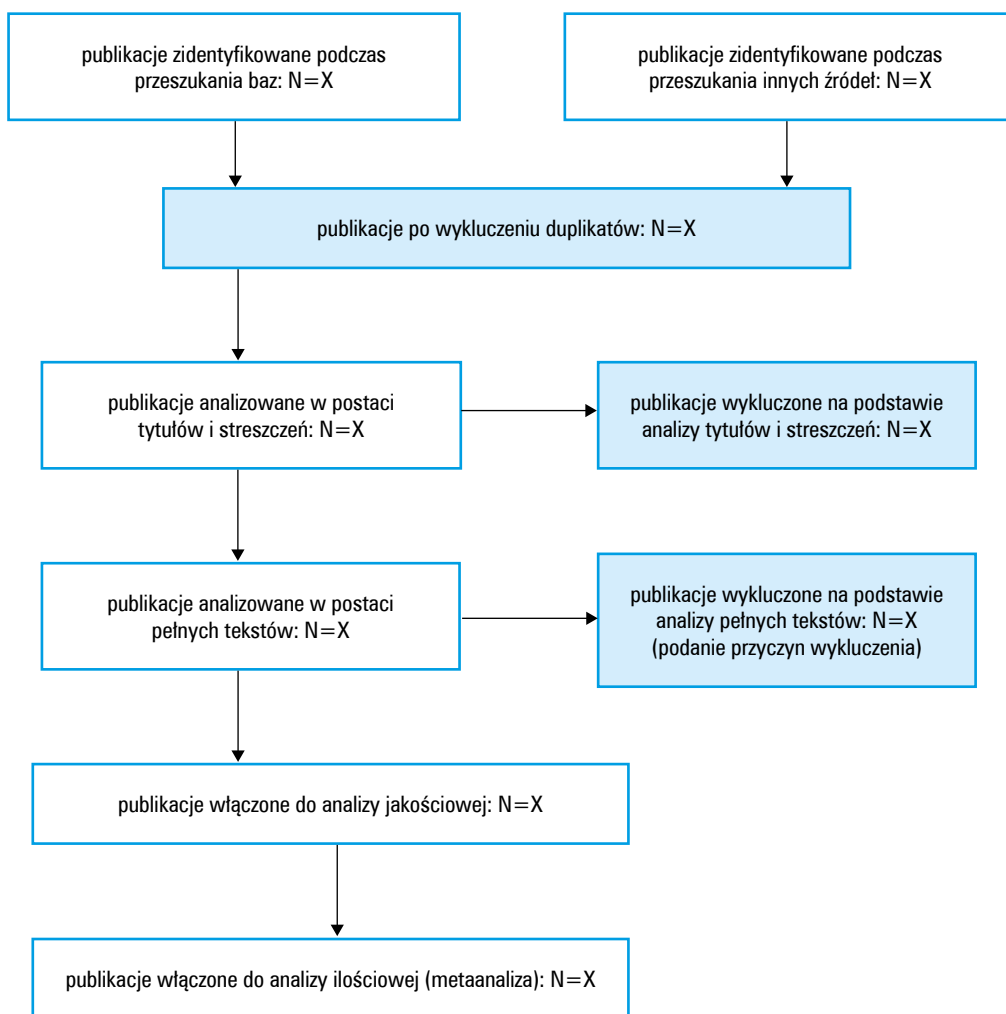 publikacje zidentyfikowane podczas
przeszukania baz: N=X
publikacje zidentyfikowane podczas
przeszukania innych źródeł: N=X
publikacje po wykluczeniu duplikatów: N=X
publikacje analizowane w postaci
tytułów i streszczeń: N=X
publikacje wykluczone na podstawie
analizy tytułów i streszczeń: N=X
publikacje analizowane w postaci
pełnych tekstów: N=X
publikacje wykluczone na podstawie
analizy pełnych tekstów: N=X
(podanie przyczyn wykluczenia)
publikacje włączone do analizy jakościowej: N=X
publikacje włączone do analizy ilościowej (metaanaliza): N=X